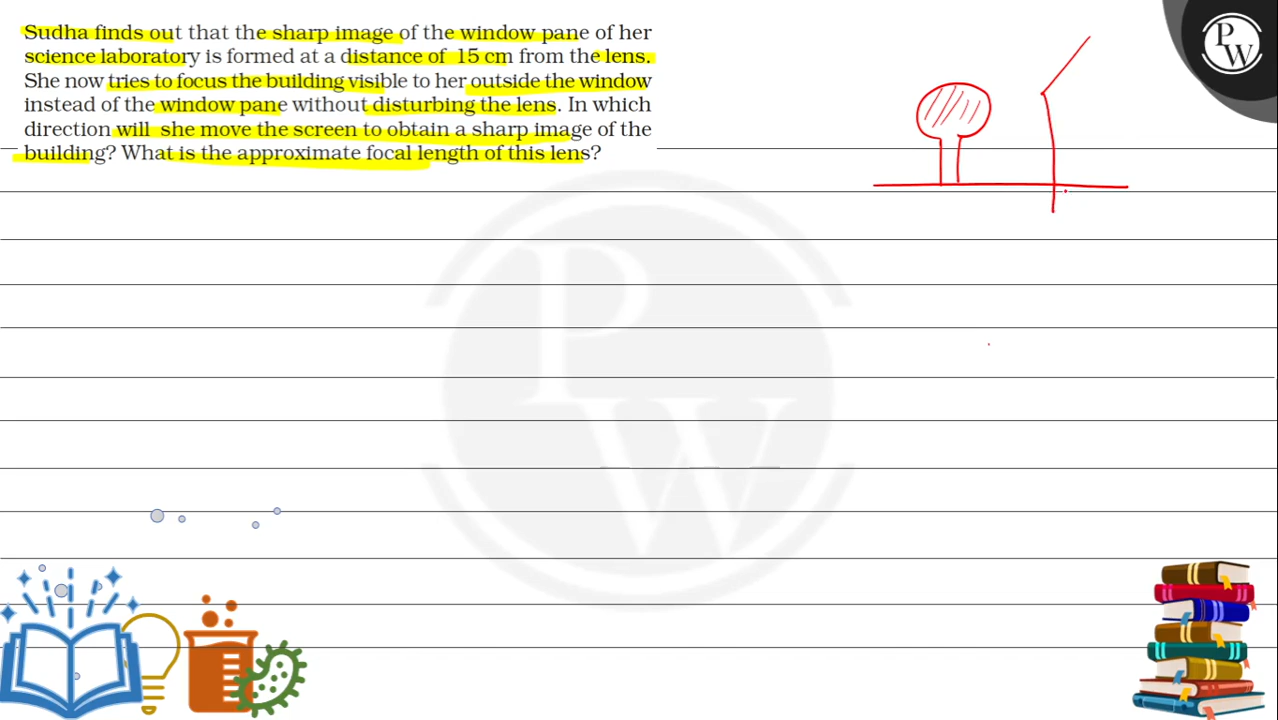 Sudha finds out that the sharp image of the window pane of her
science laboratory is formed at a distance of 15 cm from the lens.
She now tries to focus the building visible to her outside the window
instead of the window pane without disturbing the lens. In which
direction will she move the screen to obtain a sharp image of the
building? What is the approximate focal length of this lens?
P
W
P
W